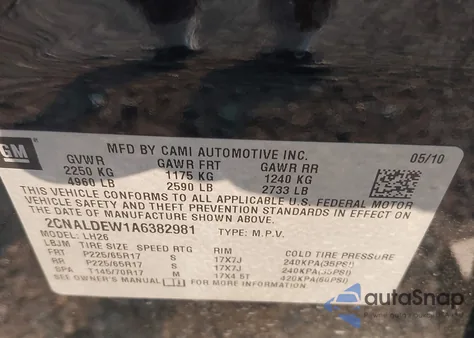 GM
MFD BY CAMI AUTOMOTIVE INC.
05/10
GVWR GAWR FRT GAWR RR
2250 KG 1175 KG 1240 KG
4960 LB 2590 LB 2733 LB
THIS VEHICLE CONFORMS TO ALL APPLICABLE U.S. FEDERAL MOTOR
VEHICLE SAFETY AND THEFT PREVENTION STANDARDS IN EFFECT ON
THE DATE OF MANUFACTURE SHOWN ABOVE.
2CNALDEW1A6382981 TYPE: M.P.V.
MODEL: LH26
LBJM TIRE SIZE SPEED RTG RIM COLD TIRE PRESSURE
FRT P225/65R17 S 17X7J 240KPA(35PSI)
RR P225/65R17 S 17X7J 240KPA(35PSI)
SPA T145/70R17 M 17X4.5T 420KPA(60PSI)
SEE OWNER'S MANUAL
autoSnap
PREMIUM VEHICLES